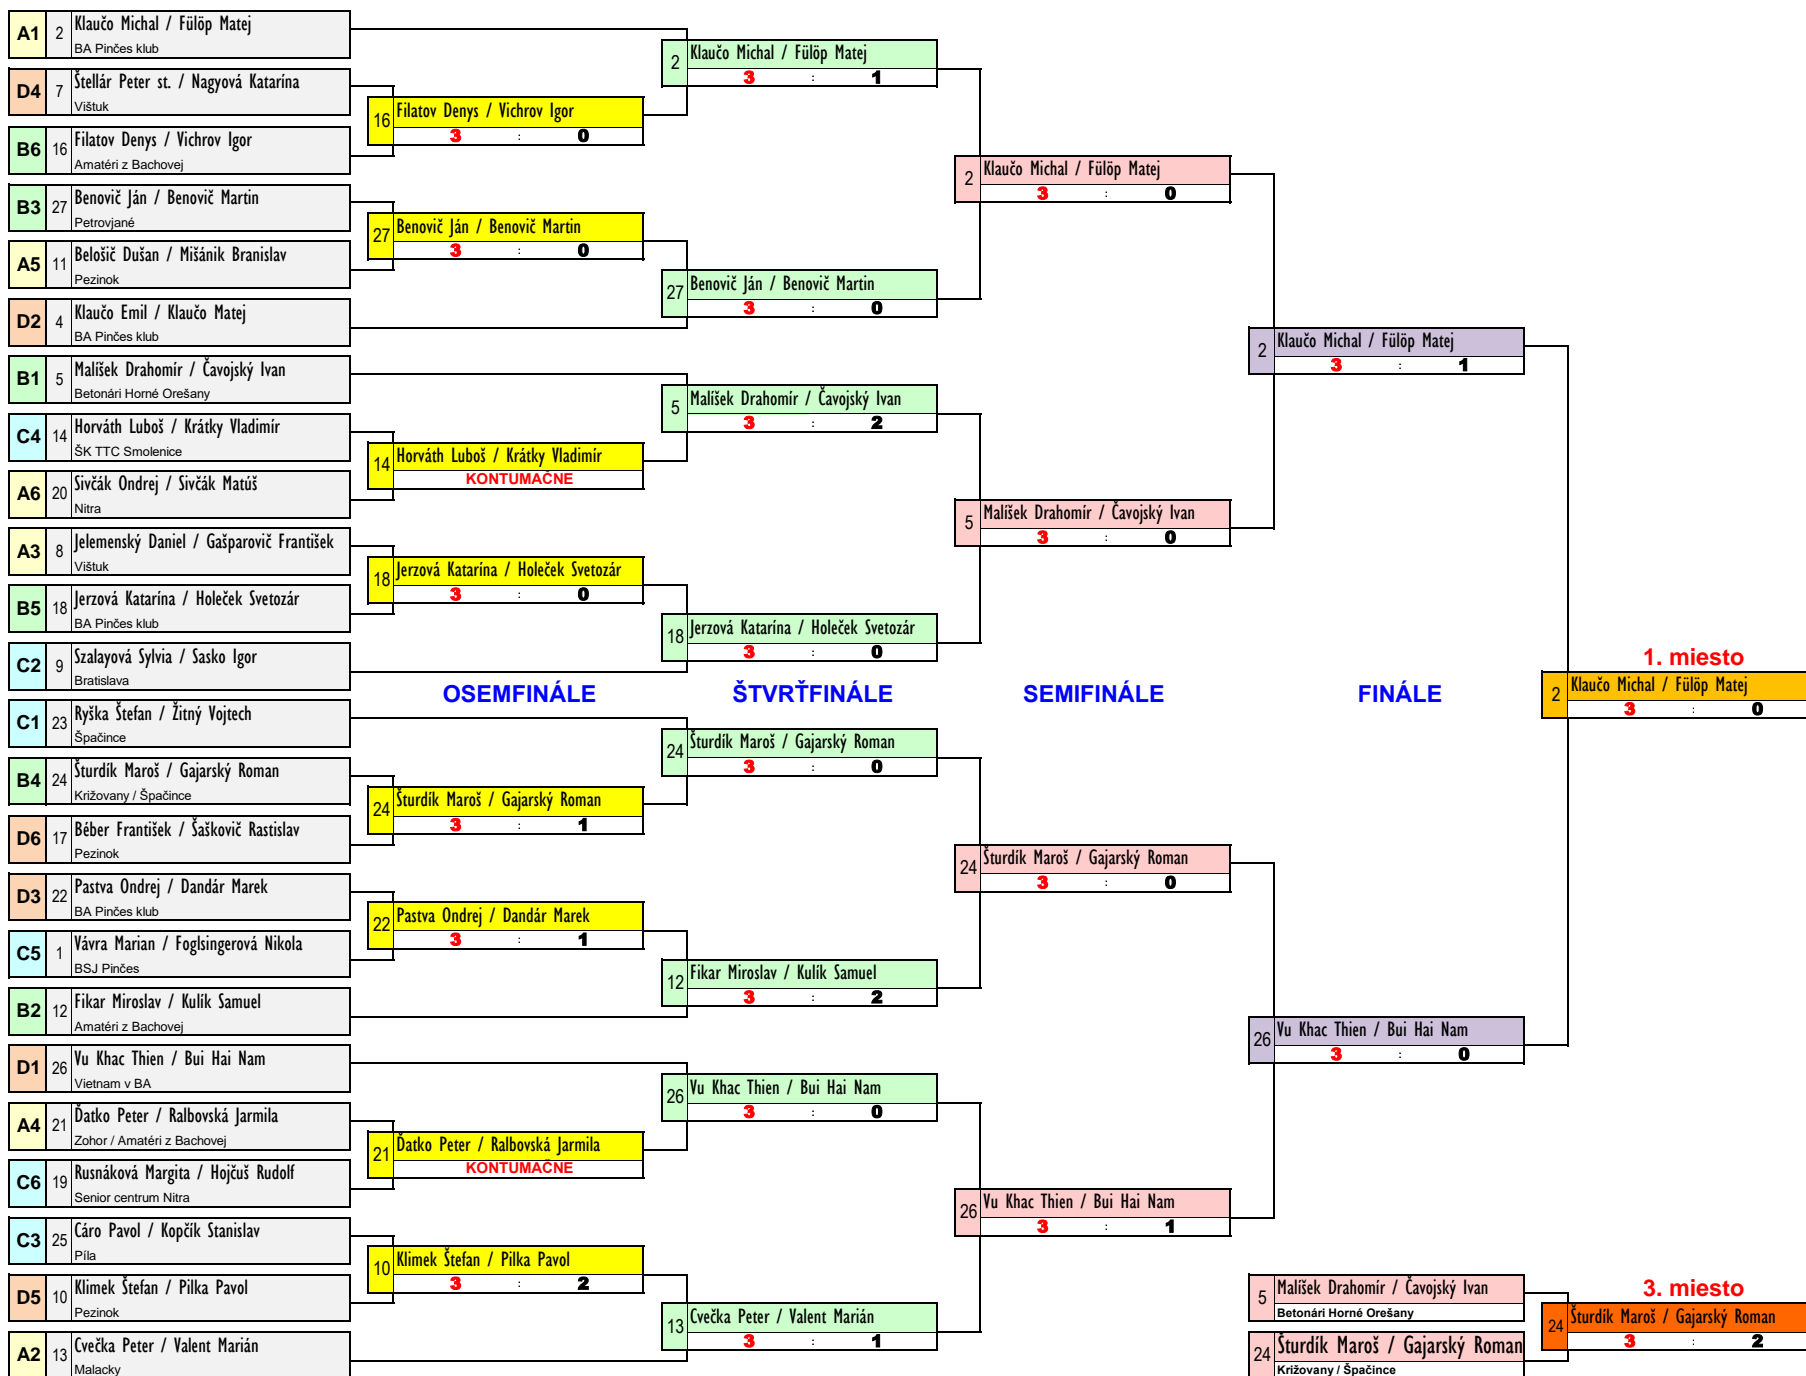 A1 2 Klaučo Michal / Fülöp Matej
BA Pinčes klub
D4 7 Štellár Peter st. / Nagyová Katarína
Vištuk
B6 16 Filatov Denys / Vichrov Igor
Amatéri z Bachovej
B3 27 Benovič Ján / Benovič Martin
Petrovjané
A5 11 Belošič Dušan / Mišánik Branislav
Pezinok
D2 4 Klaučo Emil / Klaučo Matej
BA Pinčes klub
B1 5 Malíšek Drahomír / Čavojský Ivan
Betonári Horné Orešany
C4 14 Horváth Luboš / Krátky Vladimír
ŠK TTC Smolenice
A6 20 Sivčák Ondrej / Sivčák Matúš
Nitra
A3 8 Jelemenský Daniel / Gašparovič František
Vištuk
B5 18 Jerzová Katarína / Holeček Svetozár
BA Pinčes klub
C2 9 Szalayová Sylvia / Sasko Igor
Bratislava
C1 23 Ryška Štefan / Žitný Vojtech
Špačince
B4 24 Šturdík Maroš / Gajarský Roman
Križovany / Špačince
D6 17 Béber František / Šaškovič Rastislav
Pezinok
D3 22 Pastva Ondrej / Dandár Marek
BA Pinčes klub
C5 1 Vávra Marian / Foglsingerová Nikola
BSJ Pinčes
B2 12 Fikar Miroslav / Kulík Samuel
Amatéri z Bachovej
D1 26 Vu Khac Thien / Bui Hai Nam
Vietnam v BA
A4 21 Ďatko Peter / Ralbovská Jarmila
Zohor / Amatéri z Bachovej
C6 19 Rusnáková Margita / Hojčuš Rudolf
Senior centrum Nitra
C3 25 Cáro Pavol / Kopčík Stanislav
Píla
D5 10 Klimek Štefan / Pilka Pavol
Pezinok
A2 13 Cvečka Peter / Valent Marián
Malacky
OSEMFINÁLE
16 Filatov Denys / Vichrov Igor
3 : 0
27 Benovič Ján / Benovič Martin
3 : 0
14 Horváth Luboš / Krátky Vladimír
KONTUMAČNE
18 Jerzová Katarína / Holeček Svetozár
3 : 0
24 Šturdík Maroš / Gajarský Roman
3 : 1
22 Pastva Ondrej / Dandár Marek
3 : 1
21 Ďatko Peter / Ralbovská Jarmila
KONTUMAČNE
10 Klimek Štefan / Pilka Pavol
3 : 2
ŠTVRŤFINÁLE
2 Klaučo Michal / Fülöp Matej
3 : 1
27 Benovič Ján / Benovič Martin
3 : 0
5 Malíšek Drahomír / Čavojský Ivan
3 : 2
18 Jerzová Katarína / Holeček Svetozár
3 : 0
24 Šturdík Maroš / Gajarský Roman
3 : 0
12 Fikar Miroslav / Kulík Samuel
3 : 2
26 Vu Khac Thien / Bui Hai Nam
3 : 0
13 Cvečka Peter / Valent Marián
3 : 1
SEMIFINÁLE
2 Klaučo Michal / Fülöp Matej
3 : 0
5 Malíšek Drahomír / Čavojský Ivan
3 : 0
24 Šturdík Maroš / Gajarský Roman
3 : 0
26 Vu Khac Thien / Bui Hai Nam
3 : 1
FINÁLE
2 Klaučo Michal / Fülöp Matej
3 : 1
26 Vu Khac Thien / Bui Hai Nam
3 : 0
1. miesto
2 Klaučo Michal / Fülöp Matej
3 : 0
5 Malíšek Drahomír / Čavojský Ivan
Betonári Horné Orešany
24 Šturdík Maroš / Gajarský Roman
Križovany / Špačince
3. miesto
24 Šturdík Maroš / Gajarský Roman
3 : 2